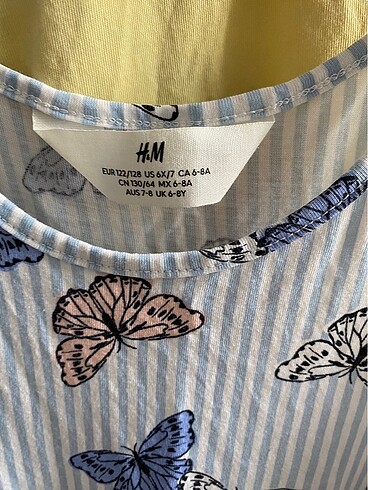 H&M
EUR 122/128 US 6X/7 CA 6-8A
CN 130/64 MX 6-8A
AUS 7-8 UK 6-8Y